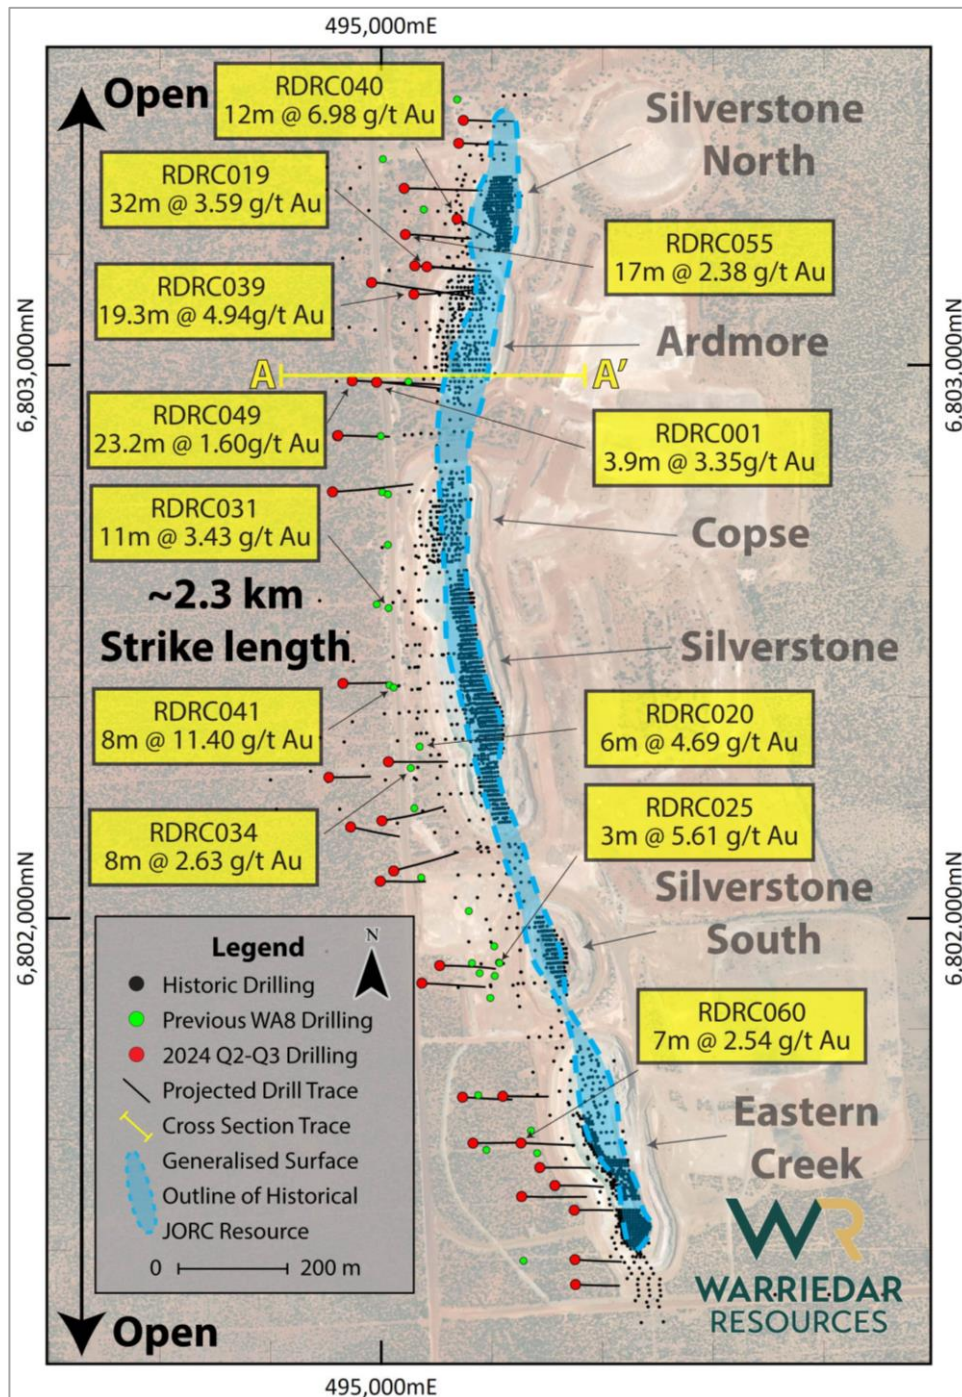 495,000mE
Open
RDRC040
12m @ 6.98 g/t Au
Silverstone
North
RDRC019
32m @ 3.59 g/t Au
RDRC055
17m @ 2.38 g/t Au
RDRC039
19.3m @ 4.94g/t Au
Ardmore
6,803,000mN
6,803,000mN
A
A'
RDRC049
23.2m @ 1.60g/t Au
RDRC001
3.9m @ 3.35g/t Au
RDRC031
11m @ 3.43 g/t Au
Copse
~2.3 km
Strike length
Silverstone
RDRC041
8m @ 11.40 g/t Au
RDRC020
6m @ 4.69 g/t Au
RDRC034
8m @ 2.63 g/t Au
RDRC025
3m @ 5.61 g/t Au
6,802,000mN
6,802,000mN
Silverstone
South
Legend
N
Historic Drilling
Previous WA8 Drilling
2024 Q2-Q3 Drilling
Projected Drill Trace
Cross Section Trace
Generalised Surface
Outline of Historical
JORC Resource
0 200 m
RDRC060
7m @ 2.54 g/t Au
Eastern
Creek
WR
WARRIEDAR
RESOURCES
Open
495,000mE